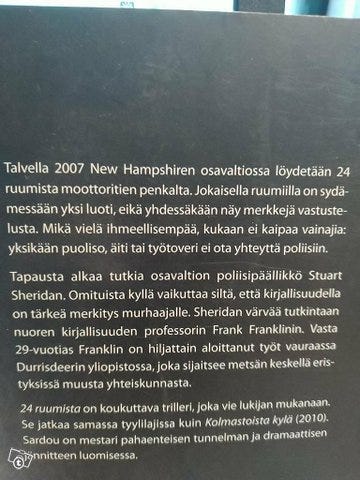 Talvella 2007 New Hampshiren osavaltiossa löydetään 24
ruumista moottoritien penkalta. Jokaisella ruumiilla on sydä-
messään yksi luoti, eikä yhdessäkään näy merkkejä vastuste-
lusta. Mikä vielä ihmeellisempää, kukaan ei kaipaa vainajia:
yksikään puoliso, äiti tai työtoveri ei ota yhteyttä poliisiin.
Tapausta alkaa tutkia osavaltion poliisipäällikkö Stuart
Sheridan. Omituista kyllä vaikuttaa siltä, että kirjallisuudella
on tärkeä merkitys murhaajalle. Sheridan värvää tutkintaan
nuoren kirjallisuuden professorin Frank Franklinin. Vasta
29-vuotias Franklin on hiljattain aloittanut työt vauraassa
Durrisdeerin yliopistossa, joka sijaitsee metsän keskellä eris-
tyksissä muusta yhteiskunnasta.
24 ruumista on koukuttava trilleri, joka vie lukijan mukanaan.
Se jatkaa samassa tyylilajissa kuin Kolmastoista kylä (2010).
Sardou on mestari pahaenteisen tunnelman ja dramaattisen
jännitteen luomisessa.